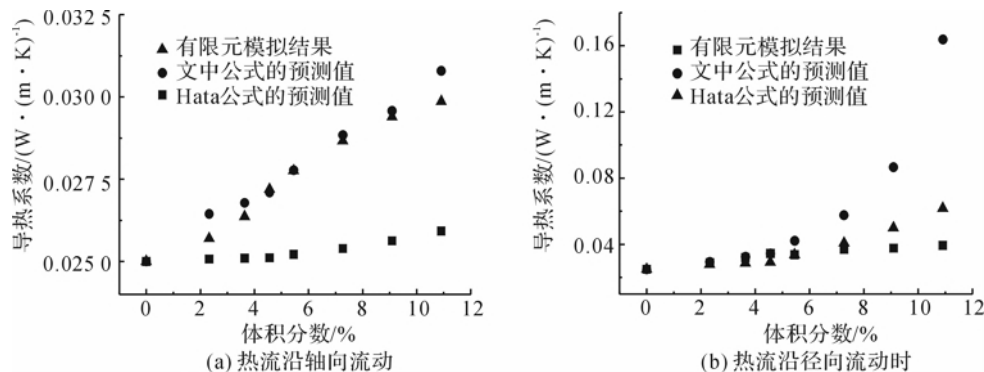 0.032 5
有限元模拟结果
文中公式的预测值
Hata公式的预测值
0.030 0
0.027 5
0.025 0
导热系数/(W·(m·K)⁻¹
0 2 4 6 8 10 12
体积分数/%
(a) 热流沿轴向流动
0.16
有限元模拟结果
文中公式的预测值
Hata公式的预测值
0.12
0.08
0.04
导热系数/(W·(m·K)⁻¹
0 2 4 6 8 10 12
体积分数/%
(b) 热流沿径向流动时